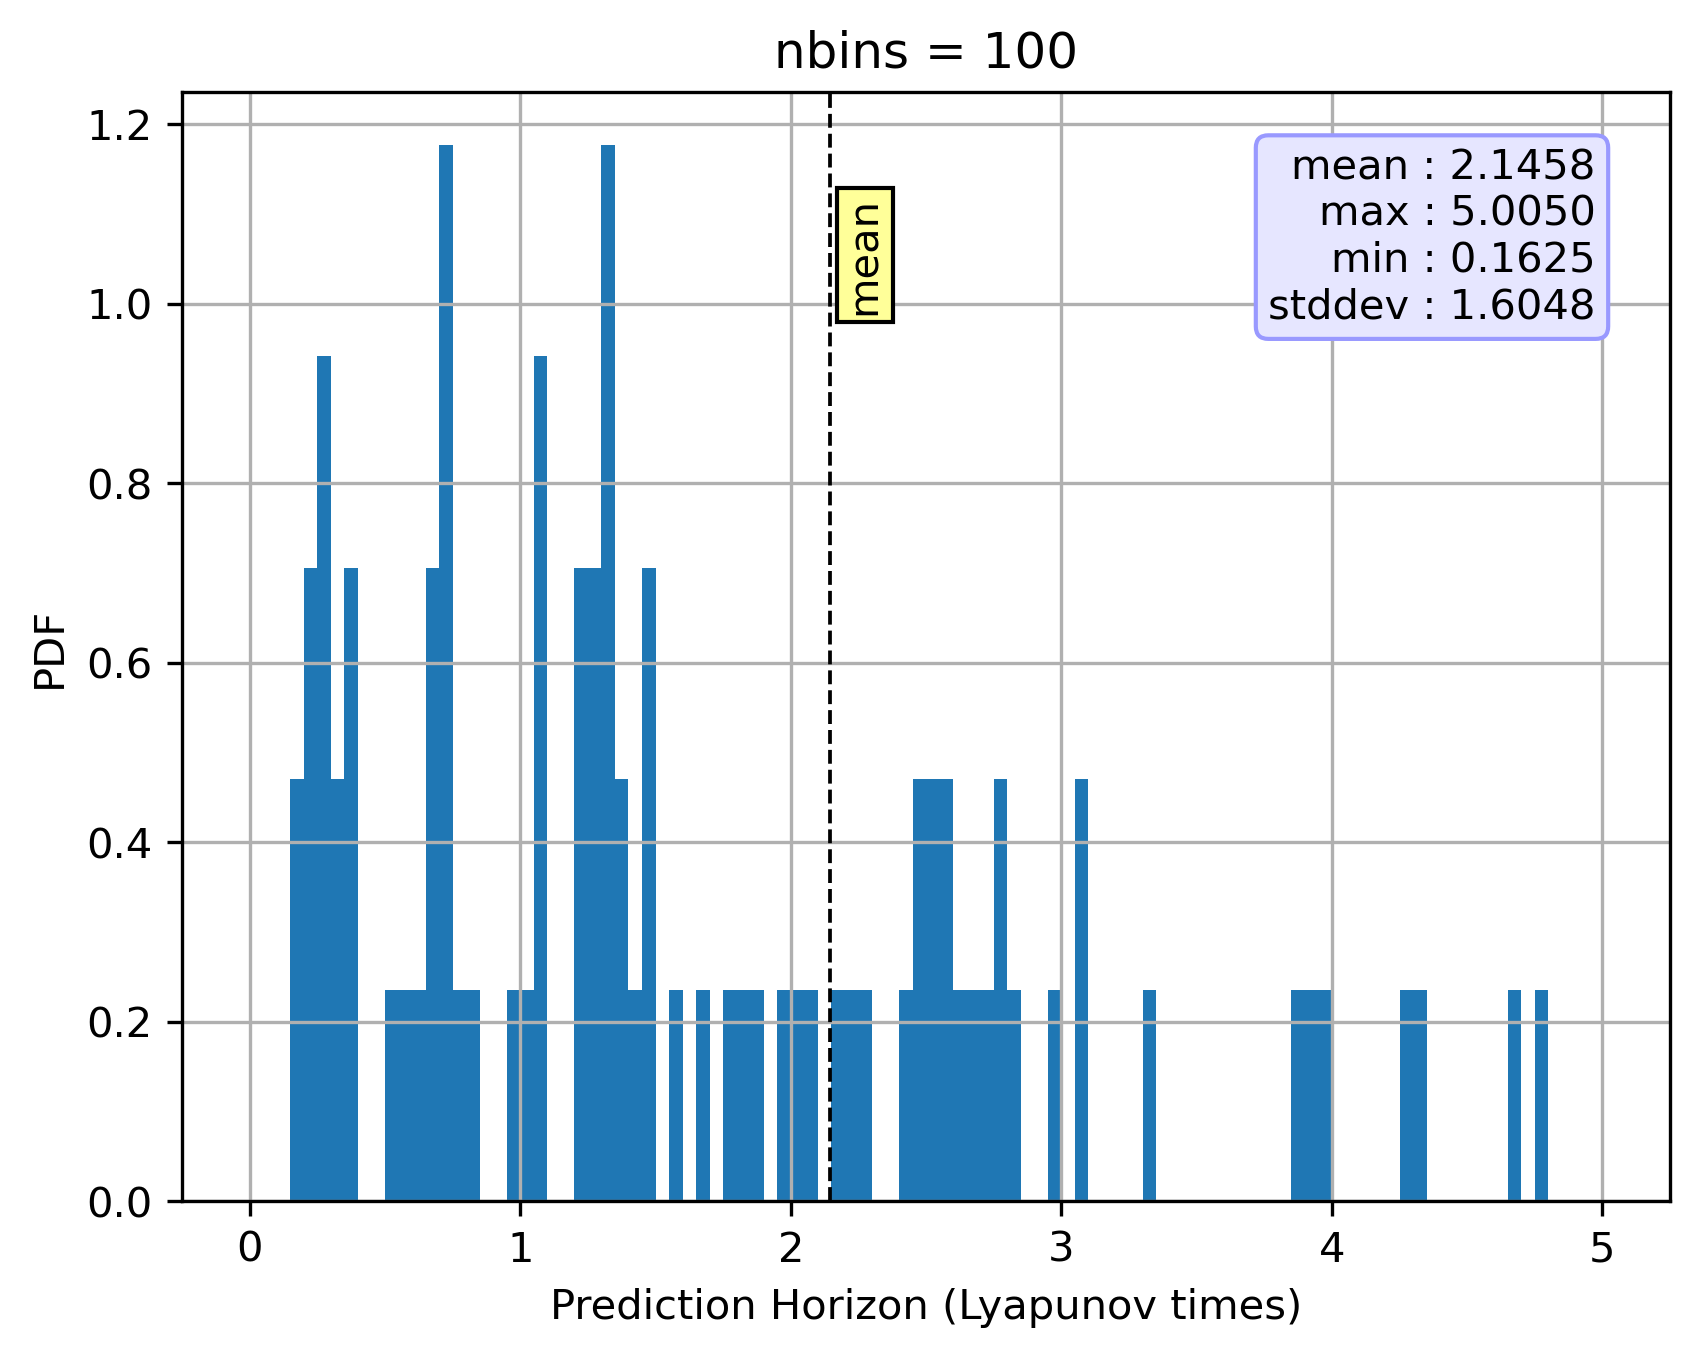 nbins = 100
1.2
1.0
0.8
0.6
0.4
0.2
0.0
PDF
mean
mean : 2.1458
max : 5.0050
min : 0.1625
stddev : 1.6048
0 1 2 3 4 5
Prediction Horizon (Lyapunov times)